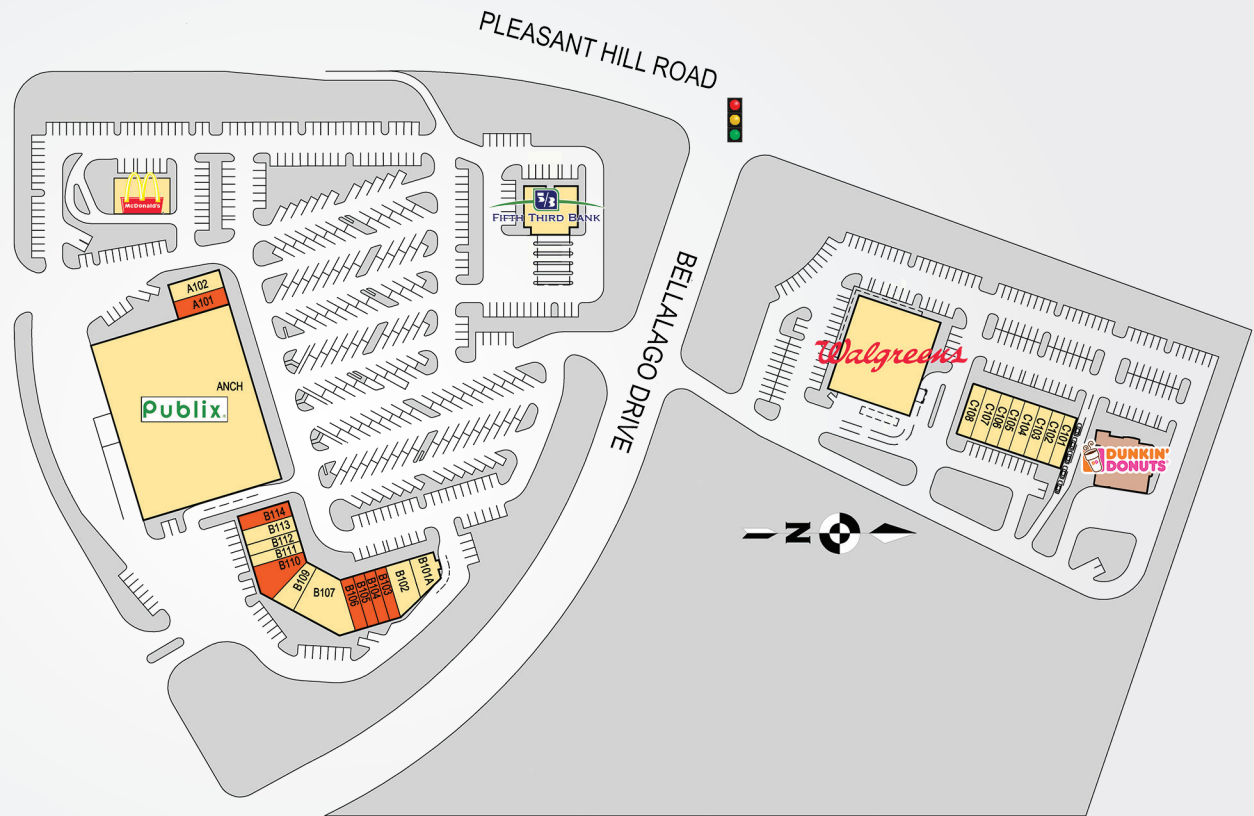 PLEASANT HILL ROAD
McDonald's
FIFTH THIRD BANK
BELLALAGO DRIVE
A102
A101
ANCH
Publix
Walgreens
C108
C107
C106
C105
C104
C103
C102
C101
DUNKIN'
DONUTS
N
B114
B113
B112
B111
B110
B109
B107
B106
B105
B104
B103
B102
B101A